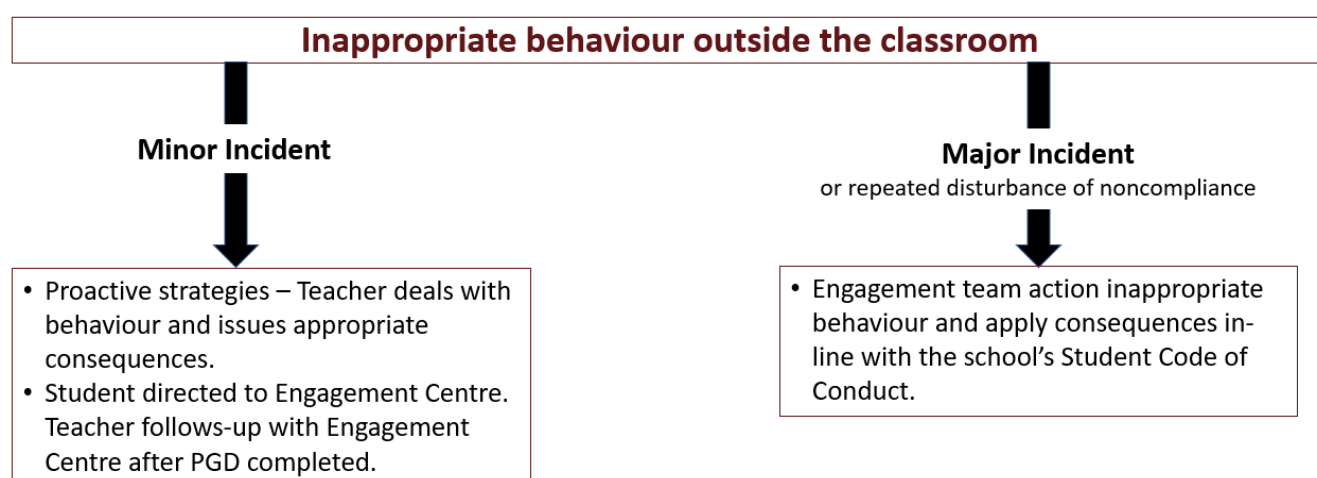 Inappropriate behaviour outside the classroom
Minor Incident
• Proactive strategies – Teacher deals with
behaviour and issues appropriate
consequences.
• Student directed to Engagement Centre.
Teacher follows-up with Engagement
Centre after PGD completed.
Major Incident
or repeated disturbance of noncompliance
• Engagement team action inappropriate
behaviour and apply consequences in-
line with the school’s Student Code of
Conduct.